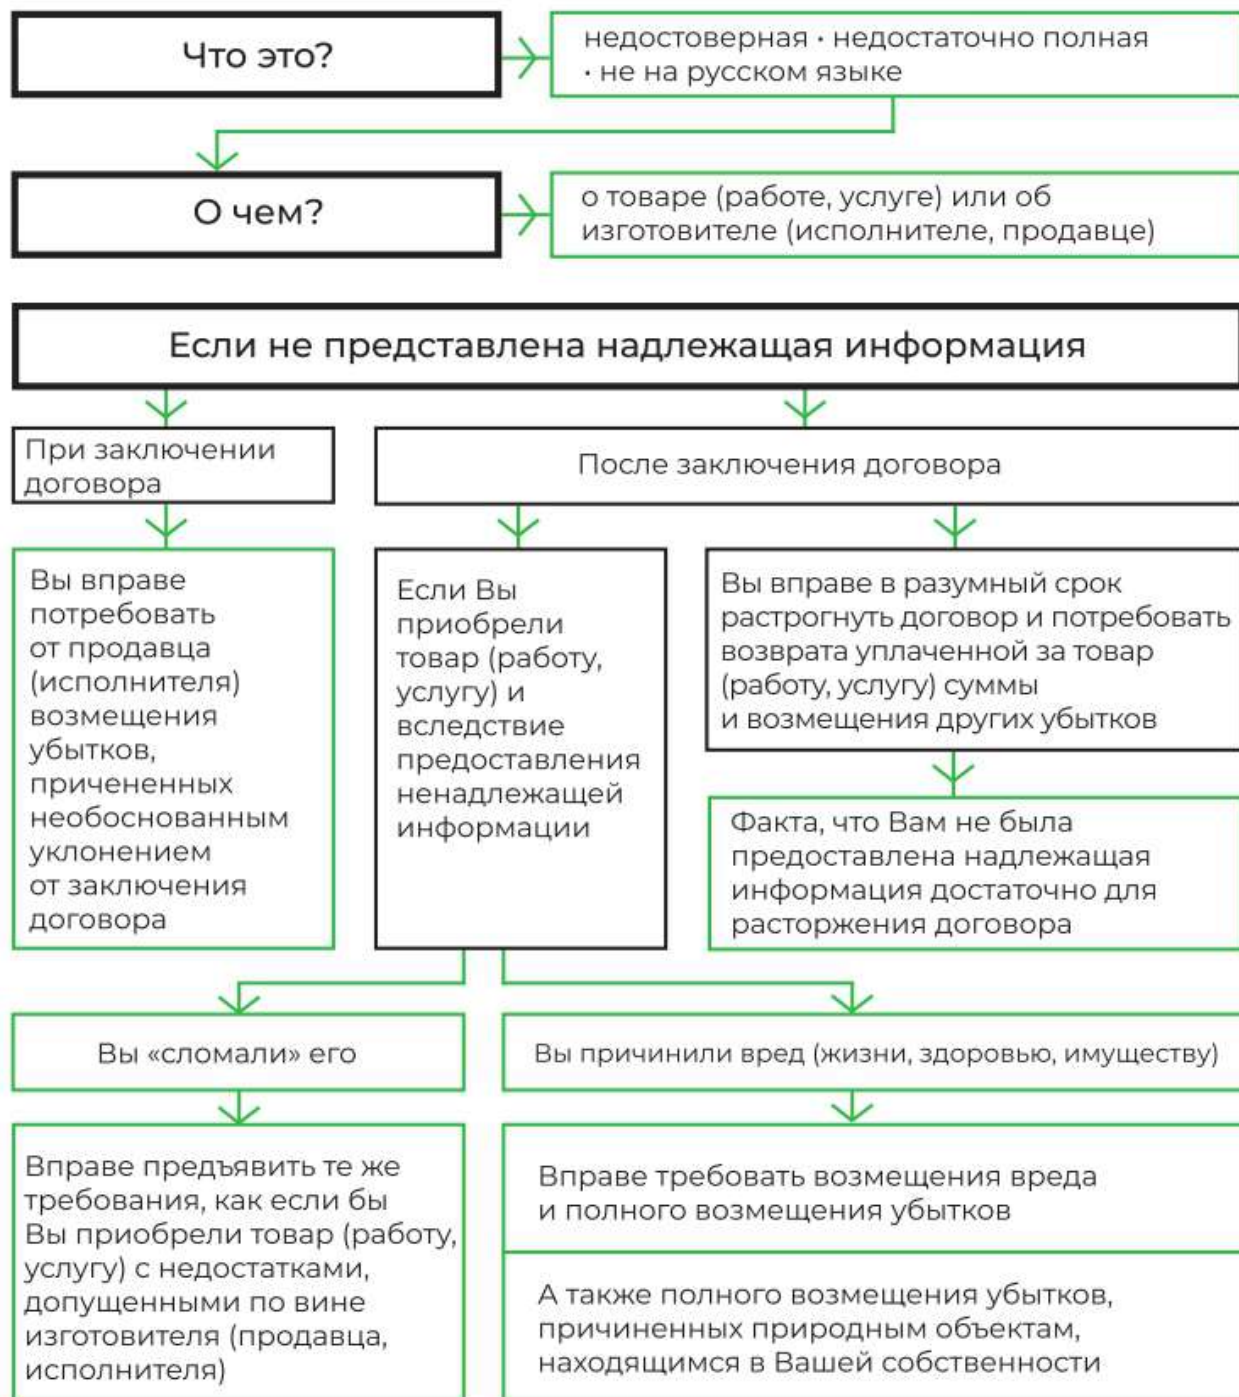 Что это?
недостоверная · недостаточно полная
· не на русском языке
О чем?
о товаре (работе, услуге) или об
изготовителе (исполнителе, продавце)
Если не представлена надлежащая информация
При заключении
договора
После заключения договора
Вы вправе
потребовать
от продавца
(исполнителя)
возмещения
убытков,
причененных
необоснованным
уклонением
от заключения
договора
Если Вы
приобрели
товар (работу,
услугу) и
вследствие
предоставления
ненадлежащей
информации
Вы вправе в разумный срок
растрогнуть договор и потребовать
возврата уплаченной за товар
(работу, услугу) суммы
и возмещения других убытков
Факта, что Вам не была
предоставлена надлежащая
информация достаточно для
расторжения договора
Вы «сломали» его
Вы причинили вред (жизни, здоровью, имуществу)
Вправе предъявить те же
требования, как если бы
Вы приобрели товар (работу,
услугу) с недостатками,
допущенными по вине
изготовителя (продавца,
исполнителя)
Вправе требовать возмещения вреда
и полного возмещения убытков
А также полного возмещения убытков,
причиненных природным объектам,
находящимся в Вашей собственности